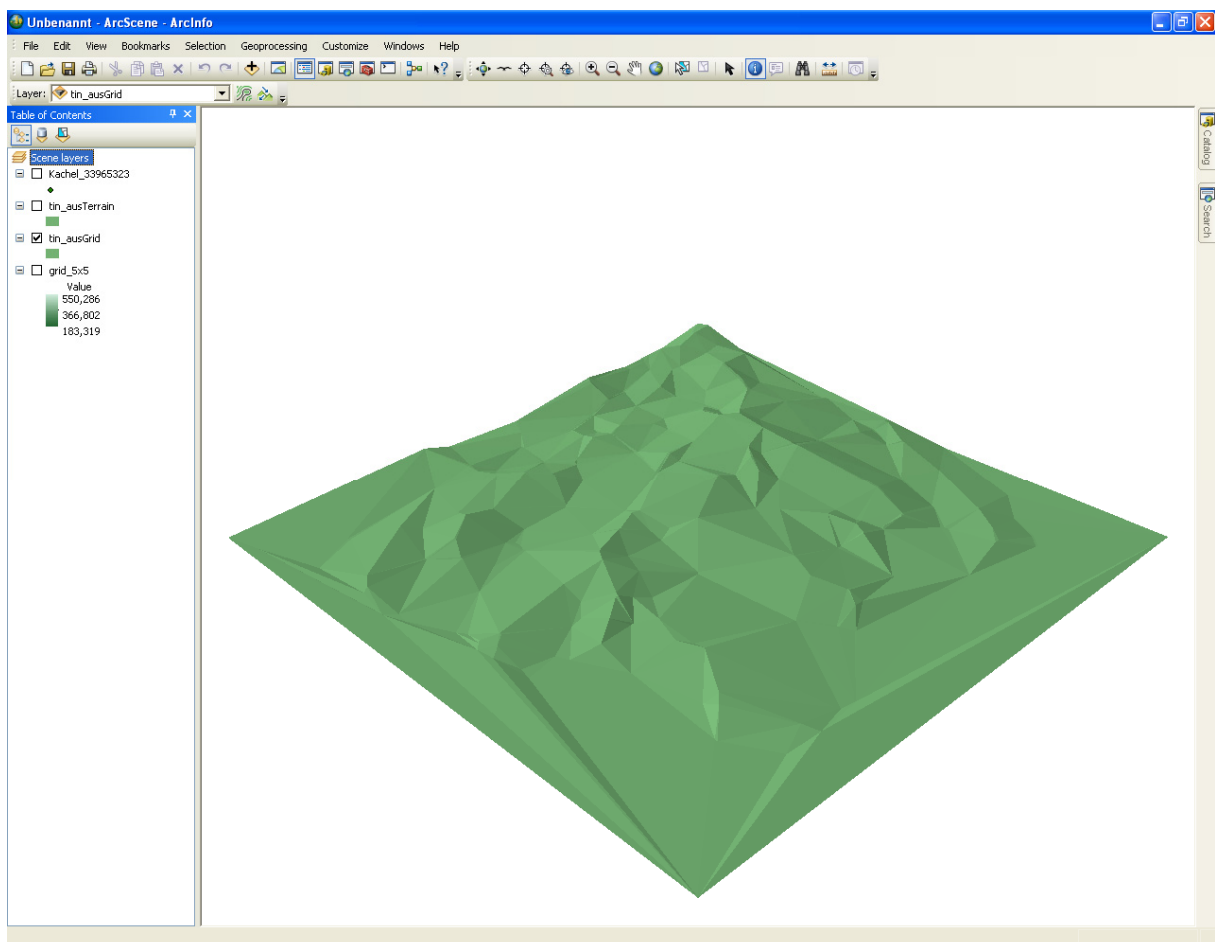 Unbenannt - ArcScene - ArcInfo
File Edit View Bookmarks Selection Geoprocessing Customize Windows Help
Layer: tin_ausGrid
Table of Contents
Scene layers
Kachel_33965323
tin_ausTerrain
tin_ausGrid
grid_5x5
Value
550,286
366,802
183,319
Catalog
Search